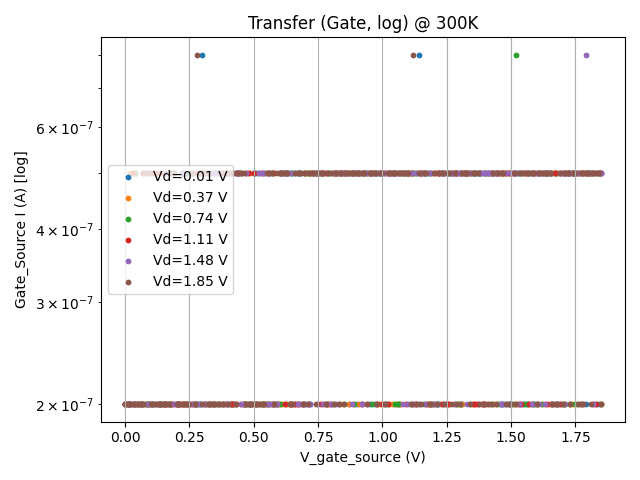 Transfer (Gate, log) @ 300K
Gate_Source I (A) [log]
6 × 10⁻⁷
4 × 10⁻⁷
3 × 10⁻⁷
2 × 10⁻⁷
Vd=0.01 V
Vd=0.37 V
Vd=0.74 V
Vd=1.11 V
Vd=1.48 V
Vd=1.85 V
0.00 0.25 0.50 0.75 1.00 1.25 1.50 1.75
V_gate_source (V)